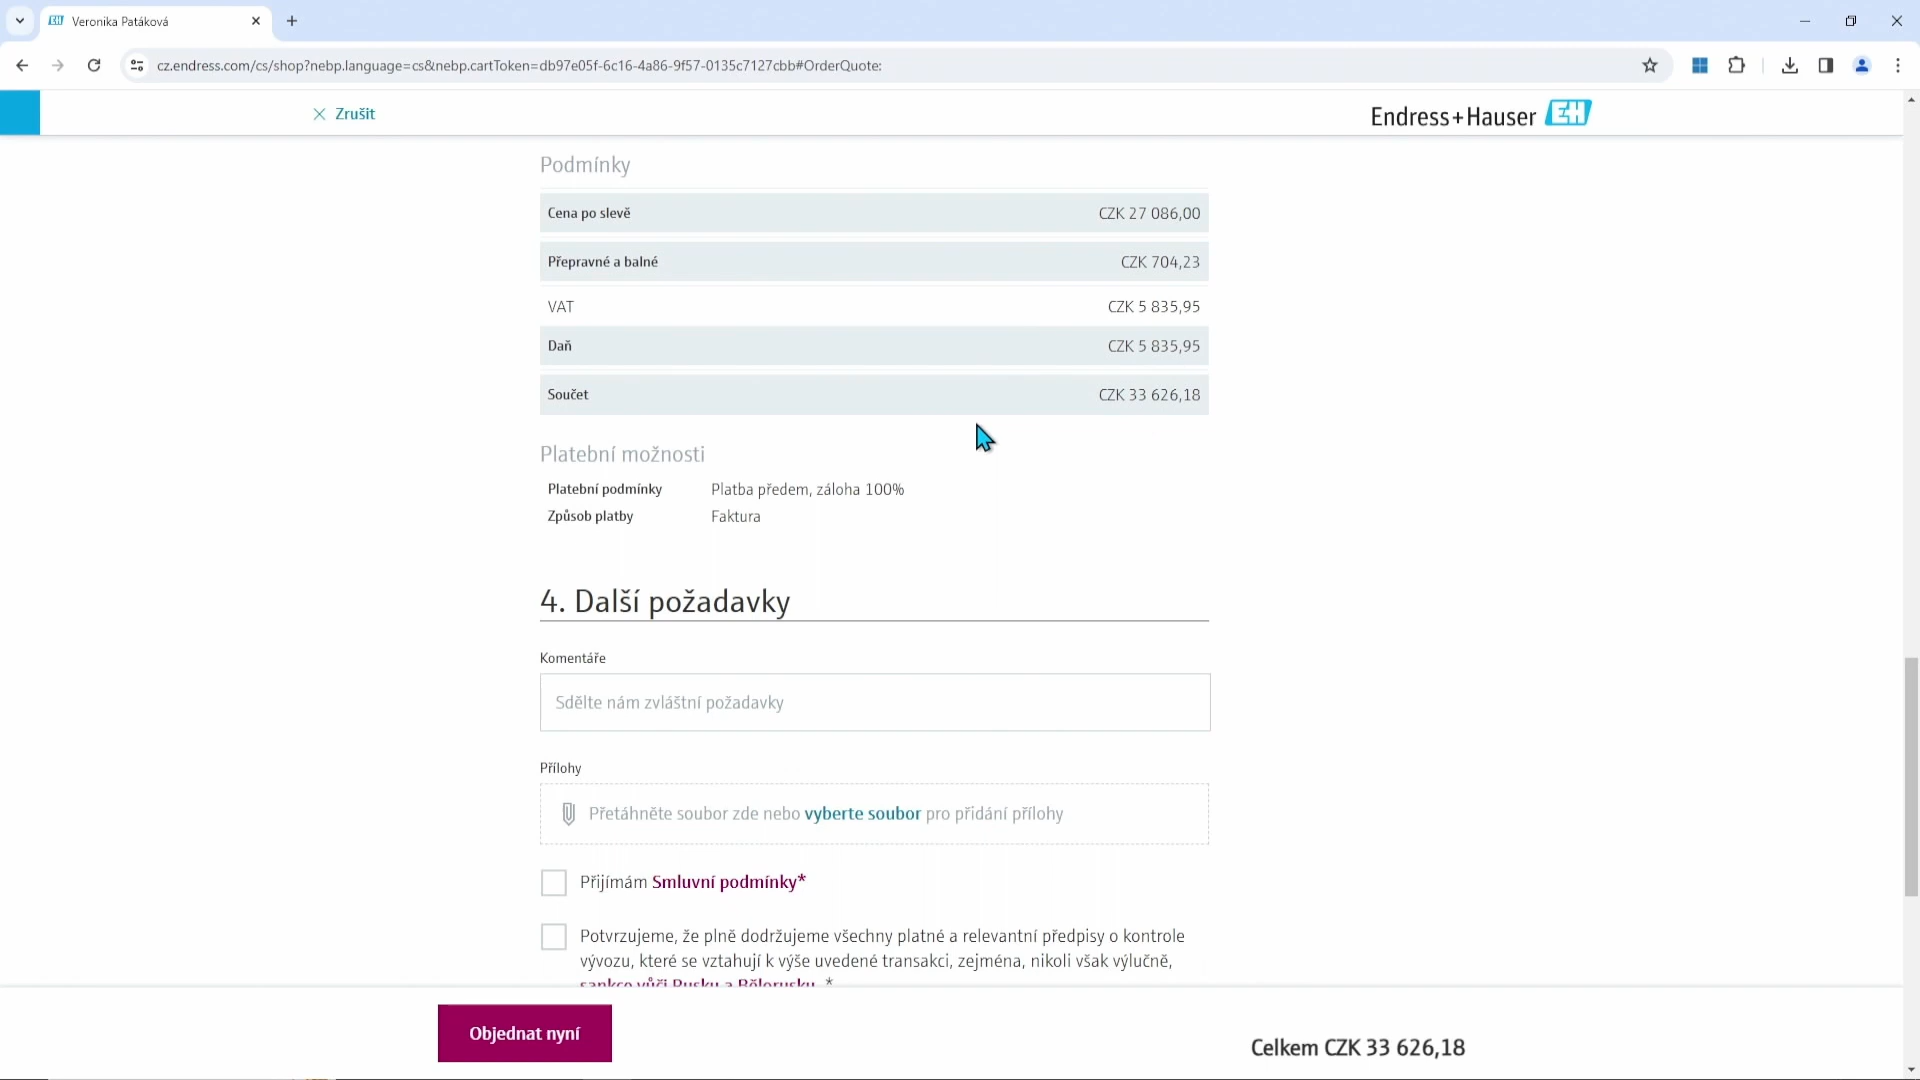 Veronika Patáková
cz.endress.com/cs/shop?nebp.language=cs&nebp.cartToken=db97e05f-6c16-4a86-9f57-0135c7127cbb#OrderQuote:
Zrušit
Endress+Hauser EH
Podmínky
Cena po slevě CZK 27 086,00
Přepravné a balné CZK 704,23
VAT CZK 5 835,95
Daň CZK 5 835,95
Součet CZK 33 626,18
Platební možnosti
Platební podmínky Platba předem, záloha 100%
Způsob platby Faktura
4. Další požadavky
Komentáře
Sdělte nám zvláštní požadavky
Přílohy
Přetáhněte soubor zde nebo vyberte soubor pro přidání přílohy
Přijímám Smluvní podmínky*
Potvrzujeme, že plně dodržujeme všechny platné a relevantní předpisy o kontrole
vývozu, které se vztahují k výše uvedené transakci, zejména, nikoli však výlučně,
sankce vůči Rusku a Bělorusku. *
Objednat nyní
Celkem CZK 33 626,18